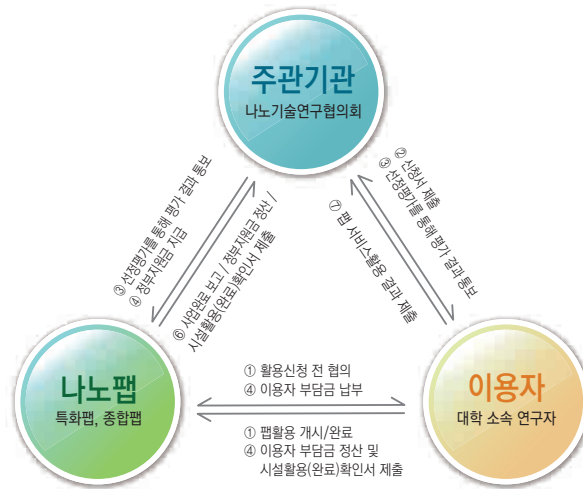 주관기관
나노기술연구협의회
③ 선정평가를 통해 평가 결과 통보
④ 정부지원금 지급
⑥ 사업완료 보고 / 정부지원금 정산 /
시설활용(완료)확인서 제출
② 신청서 제출
③ 선정평가를 통해 평가 결과 통보
⑦ 팹 서비스활용 결과 제출
나노팹
특화팹, 종합팹
① 활용신청 전 협의
④ 이용자 부담금 납부
① 팹활용 개시/완료
④ 이용자 부담금 정산 및
시설활용(완료)확인서 제출
이용자
대학 소속 연구자